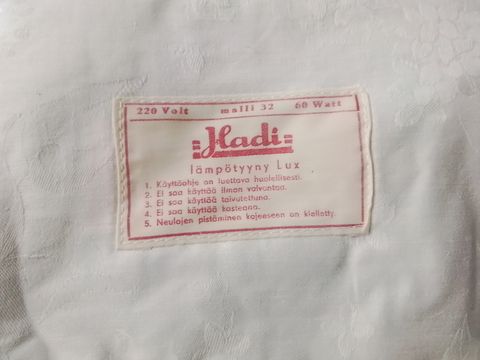 220 Volt malli 32 60 Watt
Hadi
lämpötyyny Lux
1. Käyttöohje on luettava huolellisesti.
2. Ei saa käyttää ilman valvontaa.
3. Ei saa käyttää taivutettuna.
4. Ei saa käyttää kosteana.
5. Neulojen pistäminen kojeeseen on kielletty.